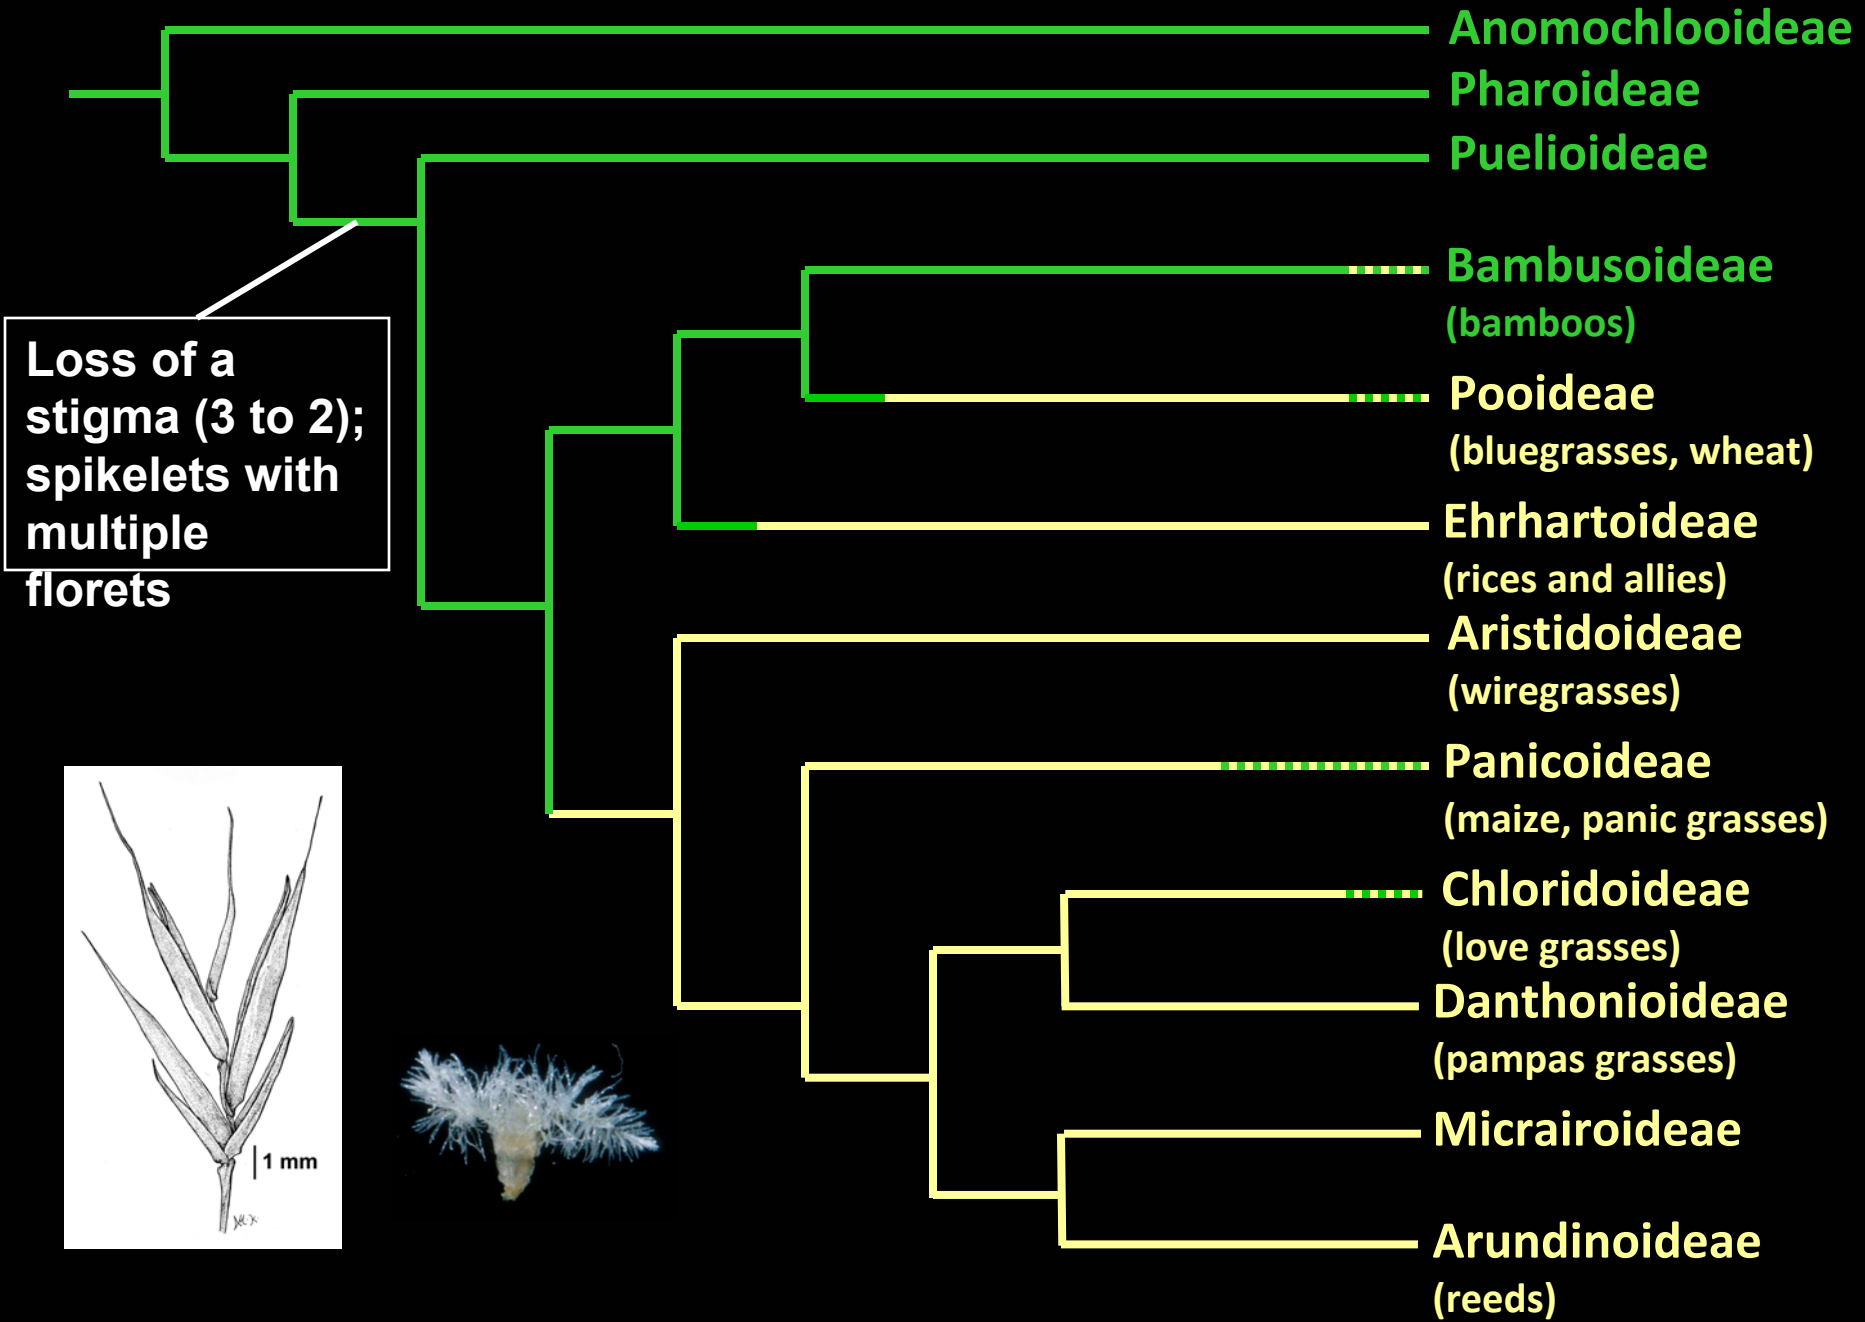 Anomochlooideae
Pharoideae
Puelioideae
Bambusoideae
(bamboos)
Pooideae
(bluegrasses, wheat)
Ehrhartoideae
(rices and allies)
Aristidoideae
(wiregrasses)
Panicoideae
(maize, panic grasses)
Chloridoideae
(love grasses)
Danthonioideae
(pampas grasses)
Micrairoideae
Arundinoideae
(reeds)
Loss of a
stigma (3 to 2);
spikelets with
multiple
florets
1 mm